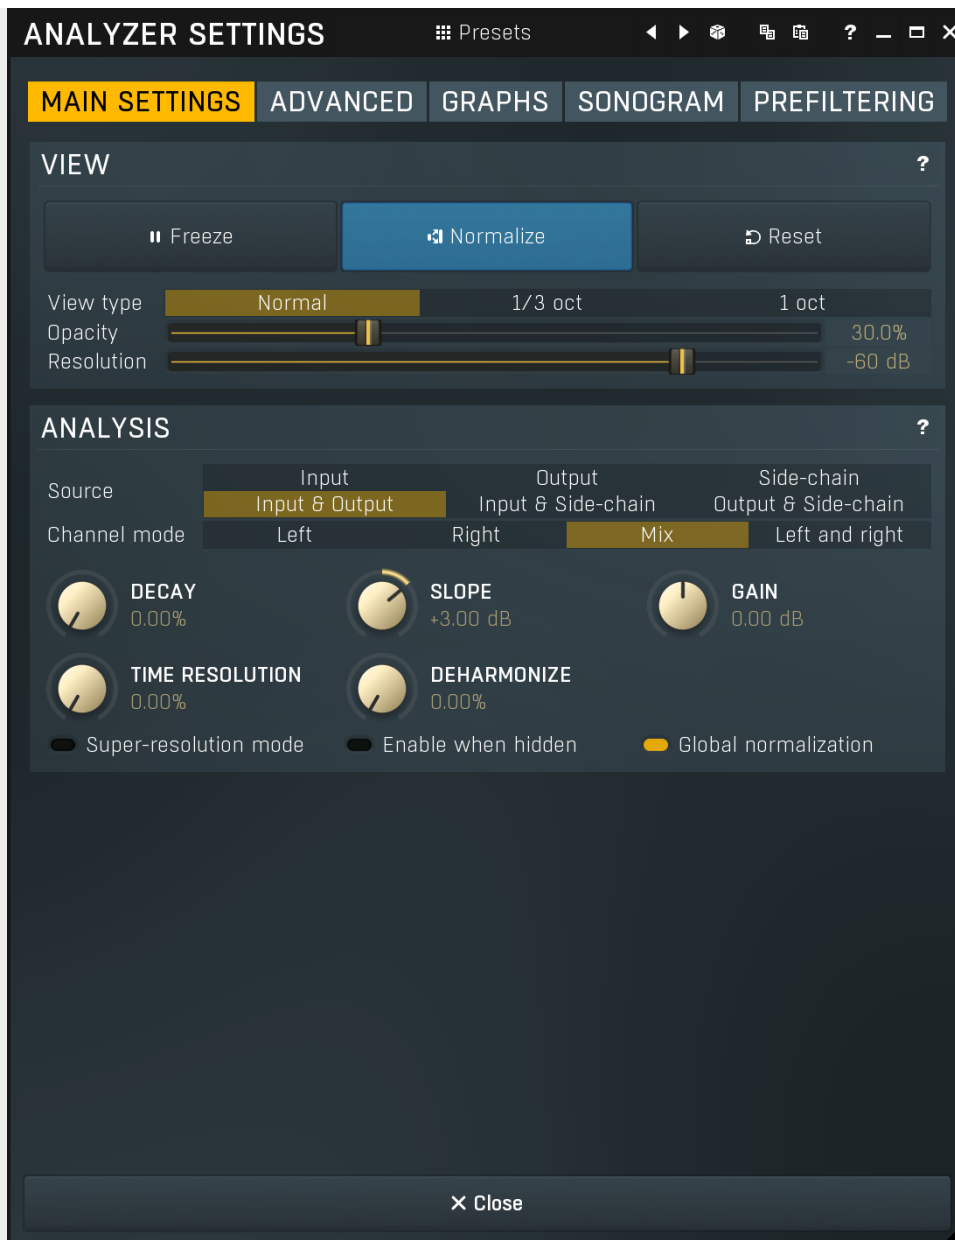 ANALYZER SETTINGS Presets ?
MAIN SETTINGS ADVANCED GRAPHS SONOGRAM PREFILTERING
VIEW ?
Freeze Normalize Reset
View type Normal 1/3 oct 1 oct
Opacity 30.0%
Resolution -60 dB
ANALYSIS ?
Source
Input Output Side-chain
Input & Output Input & Side-chain Output & Side-chain
Channel mode Left Right Mix Left and right
DECAY SLOPE GAIN
0.00% +3.00 dB 0.00 dB
TIME RESOLUTION DEHARMONIZE
0.00% 0.00%
Super-resolution mode Enable when hidden Global normalization
Close